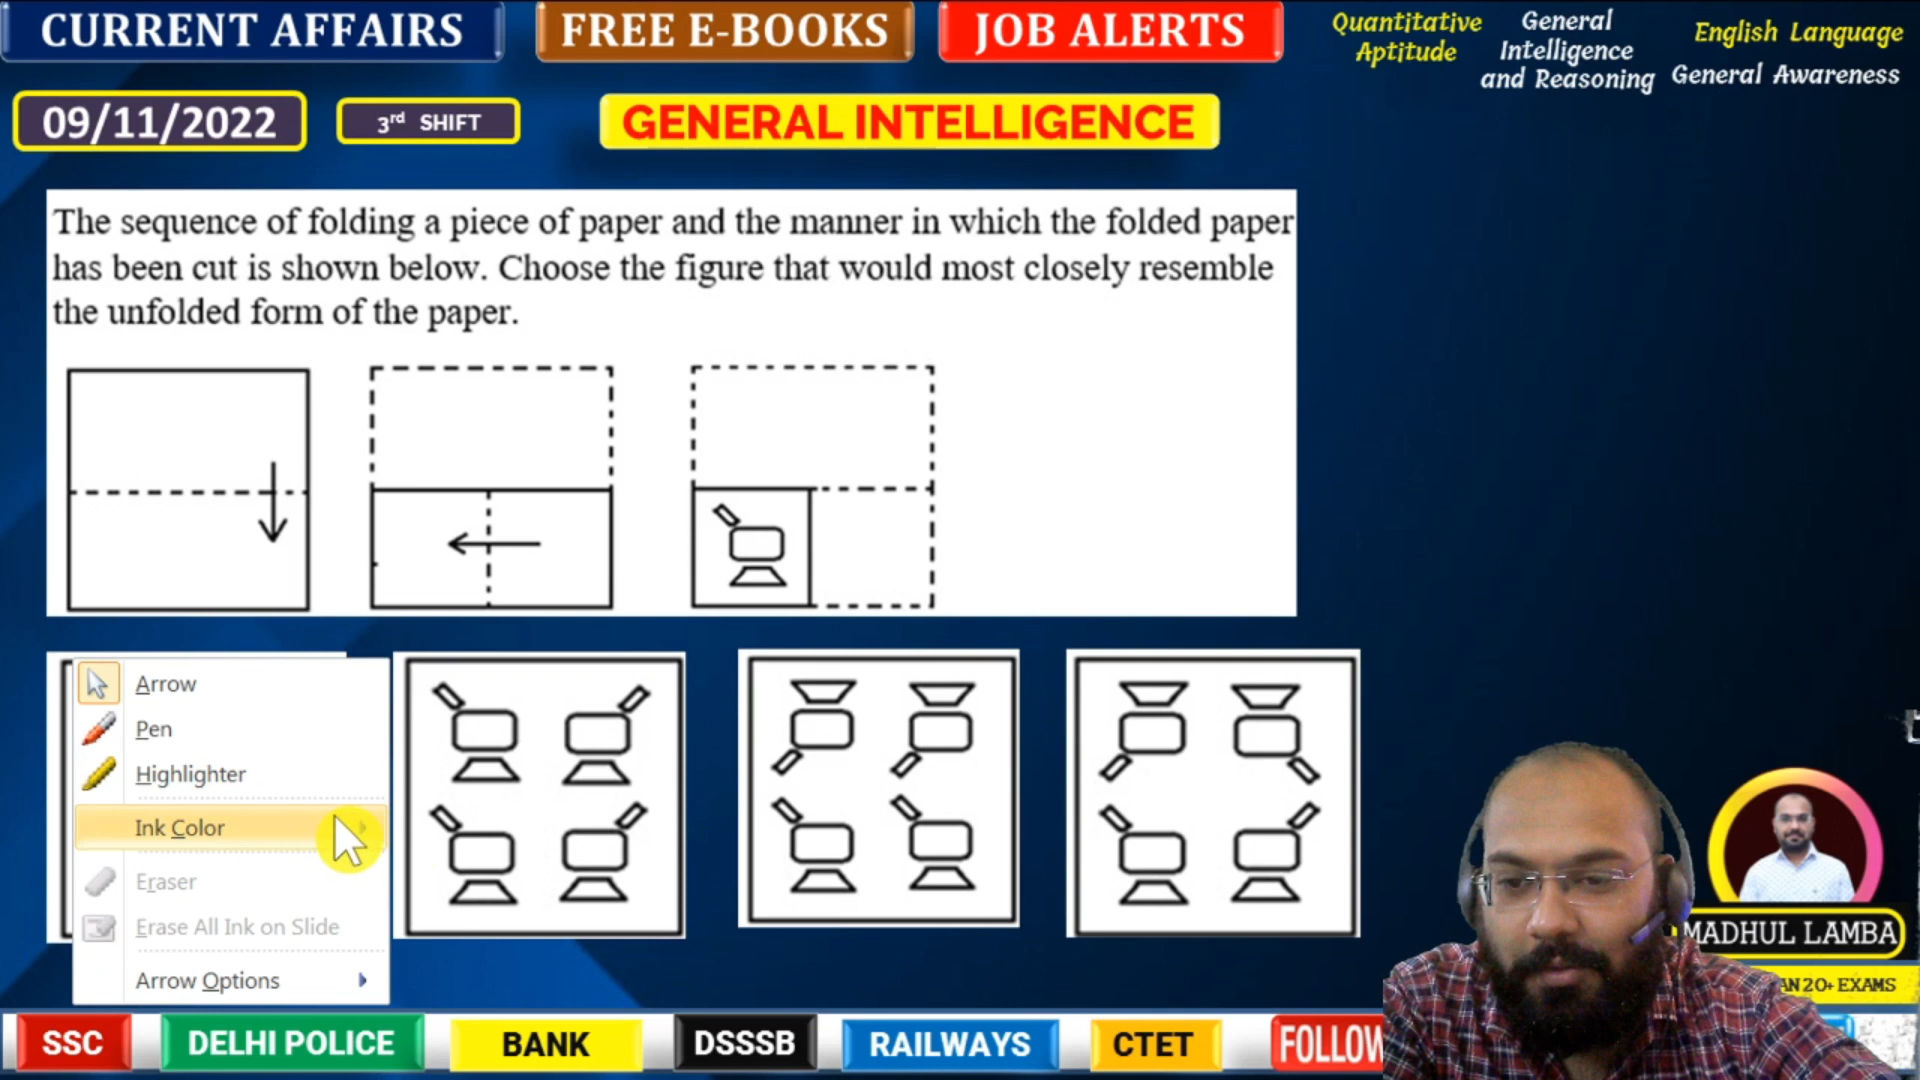 CURRENT AFFAIRS
FREE E-BOOKS
JOB ALERTS
Quantitative
Aptitude
General
Intelligence
and Reasoning
English Language
General Awareness
09/11/2022
3rd SHIFT
GENERAL INTELLIGENCE
The sequence of folding a piece of paper and the manner in which the folded paper
has been cut is shown below. Choose the figure that would most closely resemble
the unfolded form of the paper.
Arrow
Pen
Highlighter
Ink Color
Eraser
Erase All Ink on Slide
Arrow Options
MADHUL LAMBA
20+ EXAMS
SSC
DELHI POLICE
BANK
DSSSB
RAILWAYS
CTET
FOLLOW